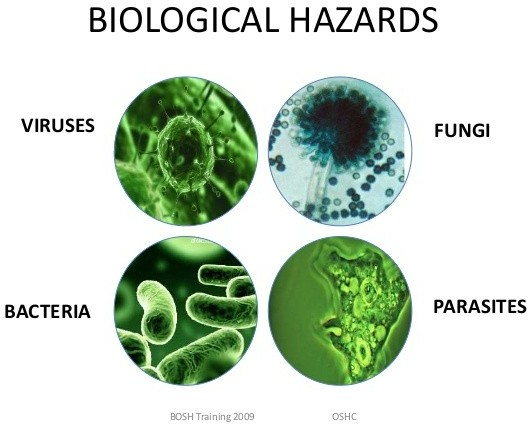 BIOLOGICAL HAZARDS
VIRUSES
FUNGI
BACTERIA
PARASITES
BOSH Training 2009
OSHC